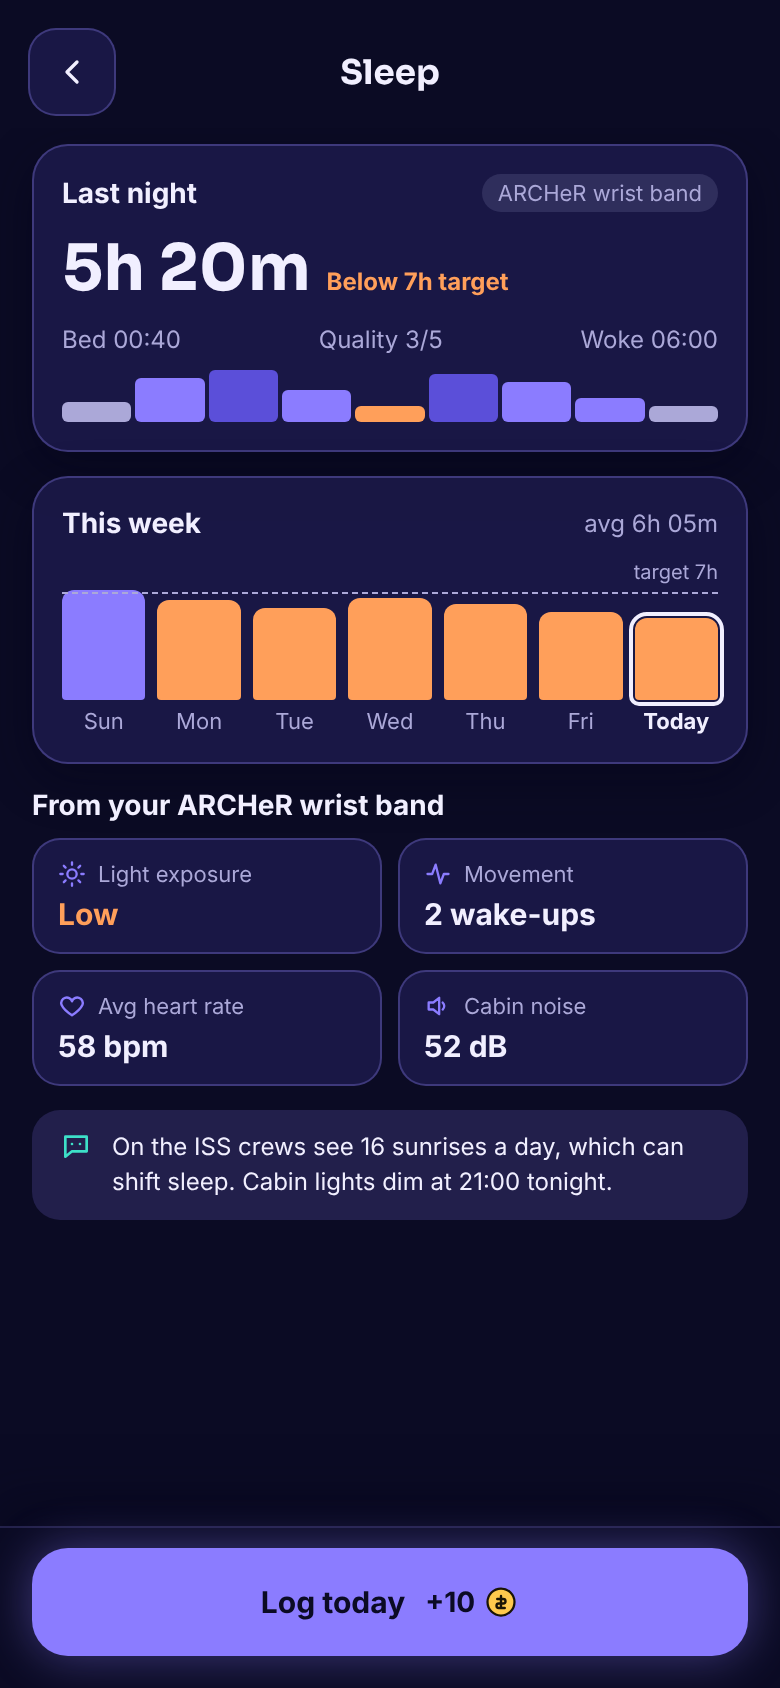 Sleep
Last night
ARCHeR wrist band
5h 20m Below 7h target
Bed 00:40 Quality 3/5 Woke 06:00
This week
avg 6h 05m
target 7h
Sun Mon Tue Wed Thu Fri Today
From your ARCHeR wrist band
Light exposure
Low
Movement
2 wake-ups
Avg heart rate
58 bpm
Cabin noise
52 dB
On the ISS crews see 16 sunrises a day, which can
shift sleep. Cabin lights dim at 21:00 tonight.
Log today +10